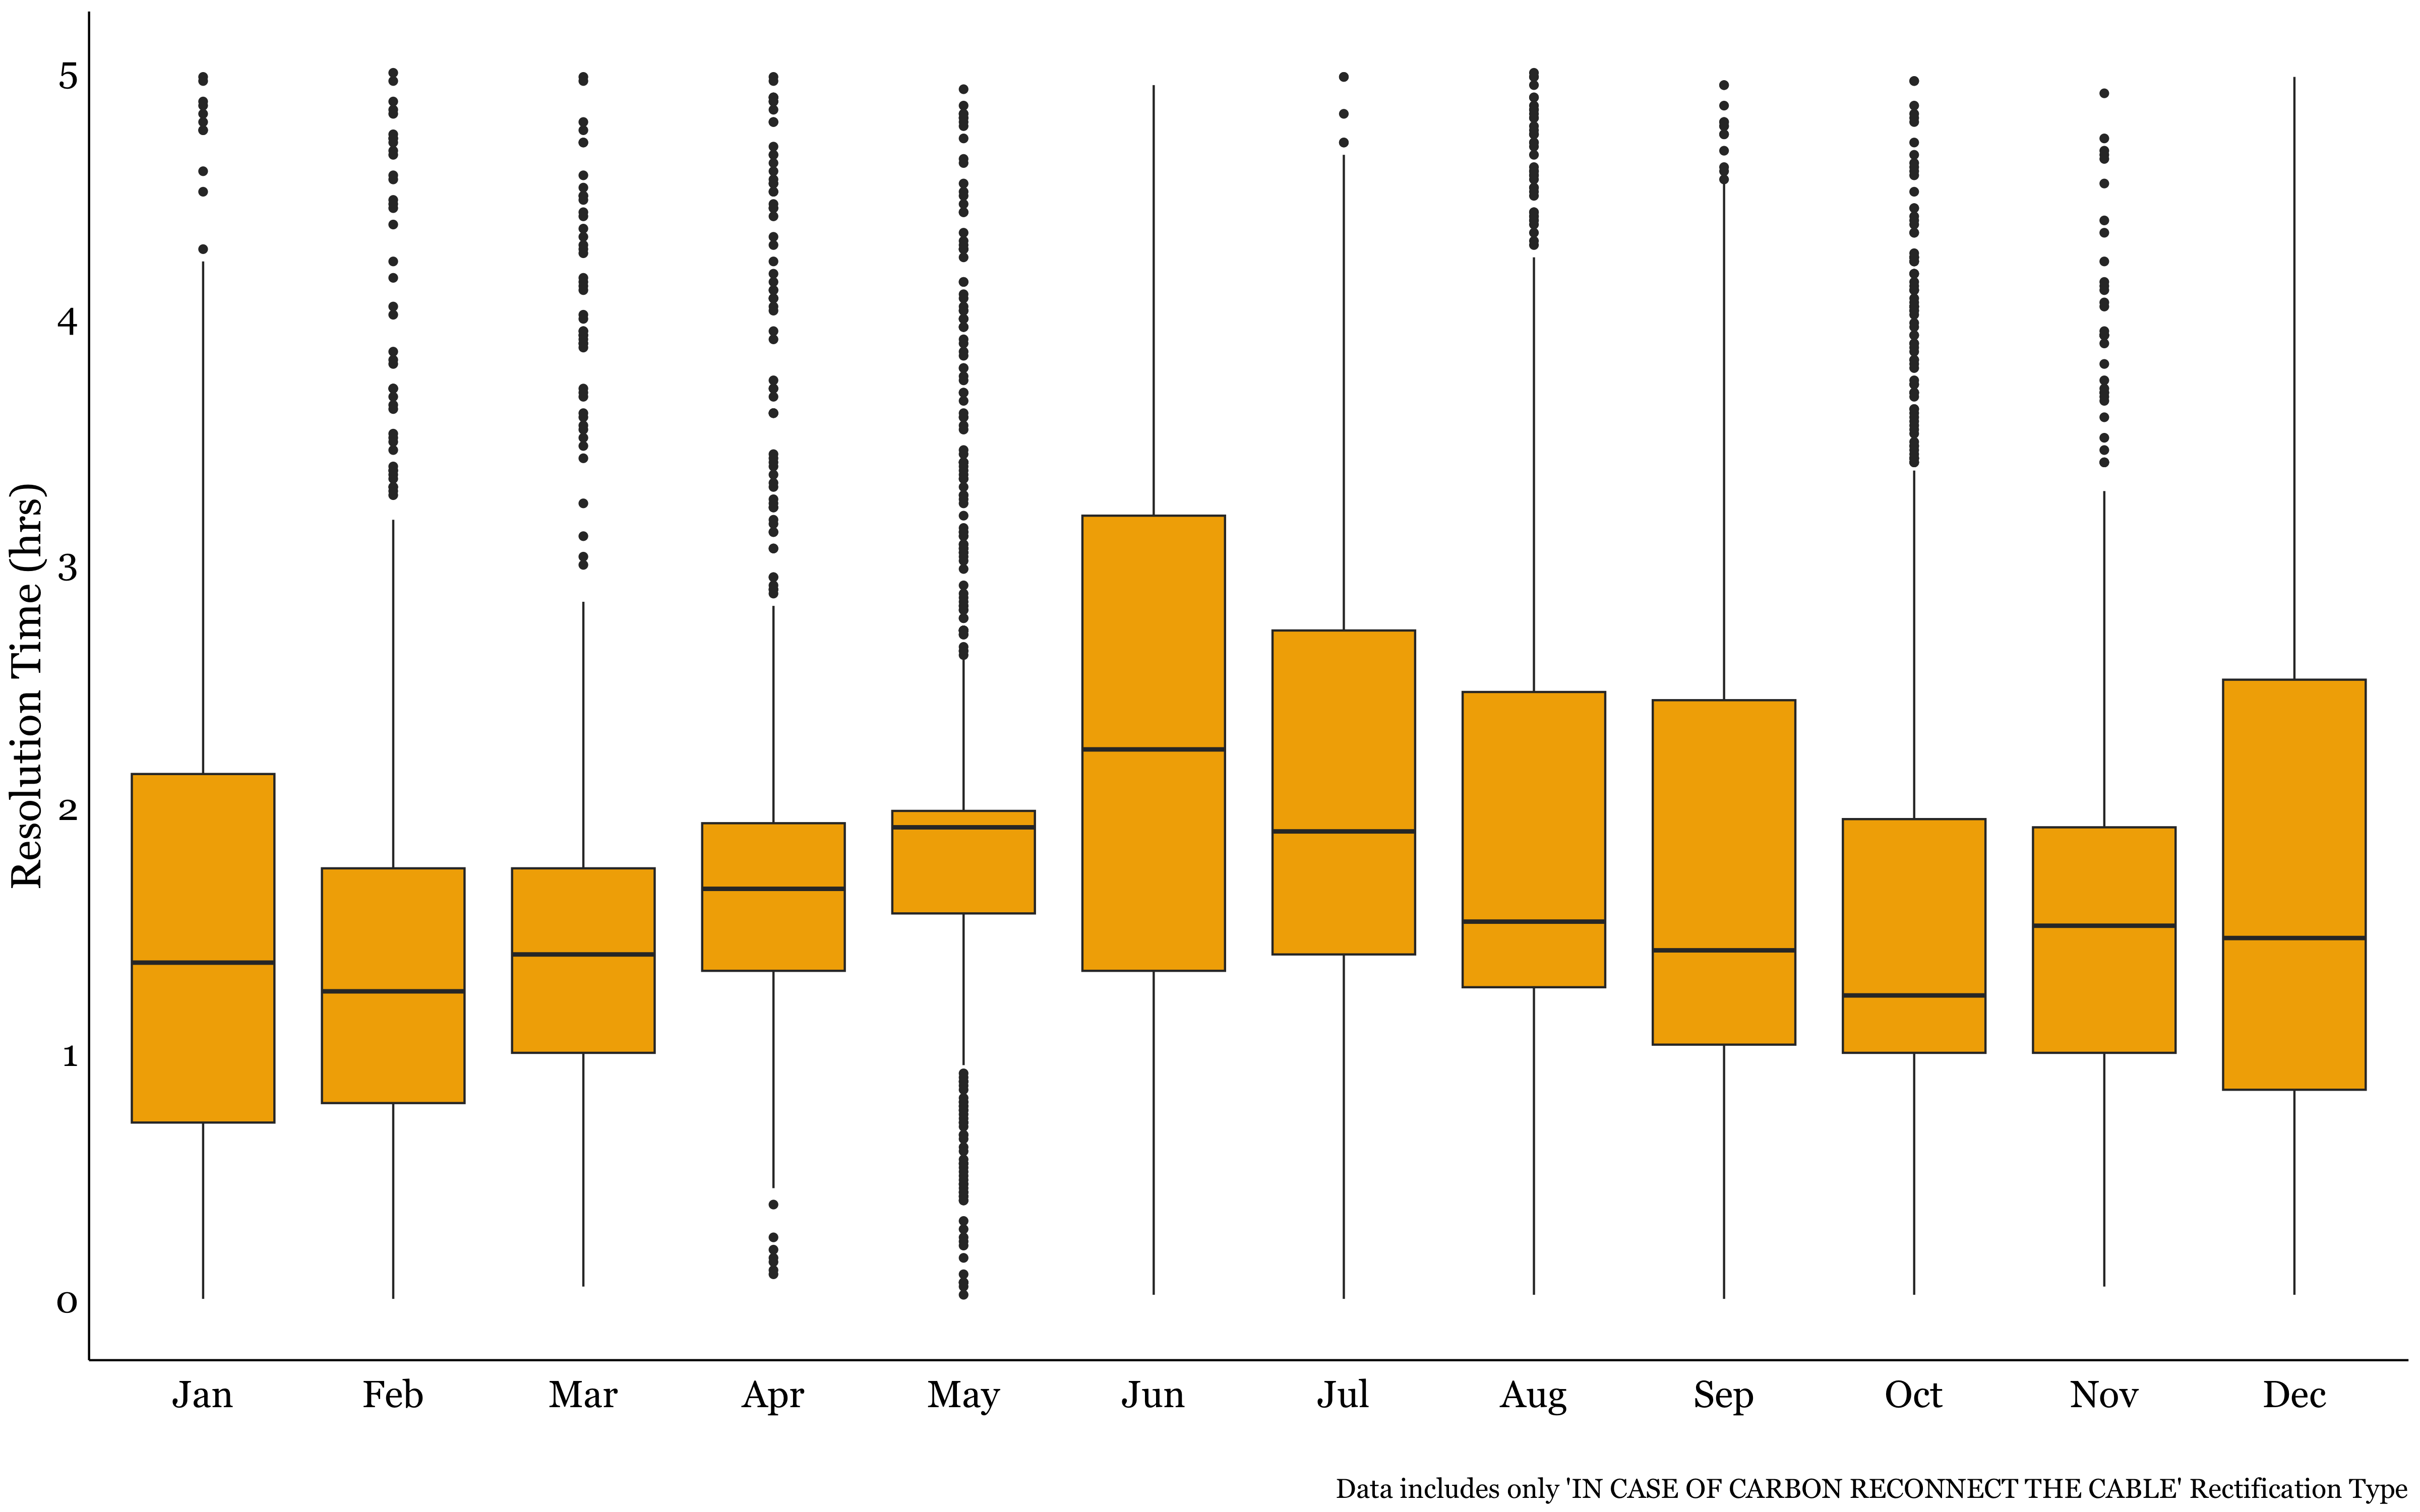 Resolution Time (hrs)
5
4
3
2
1
0
Jan Feb Mar Apr May Jun Jul Aug Sep Oct Nov Dec
Data includes only 'IN CASE OF CARBON RECONNECT THE CABLE' Rectification Type